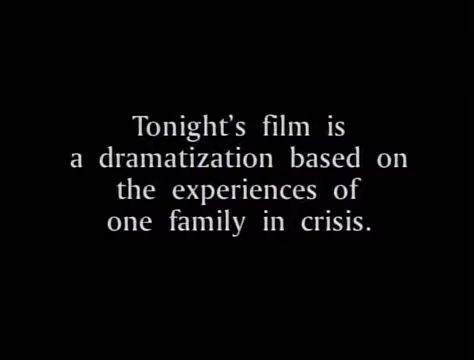 Tonight's film is
a dramatization based on
the experiences of
one family in crisis.